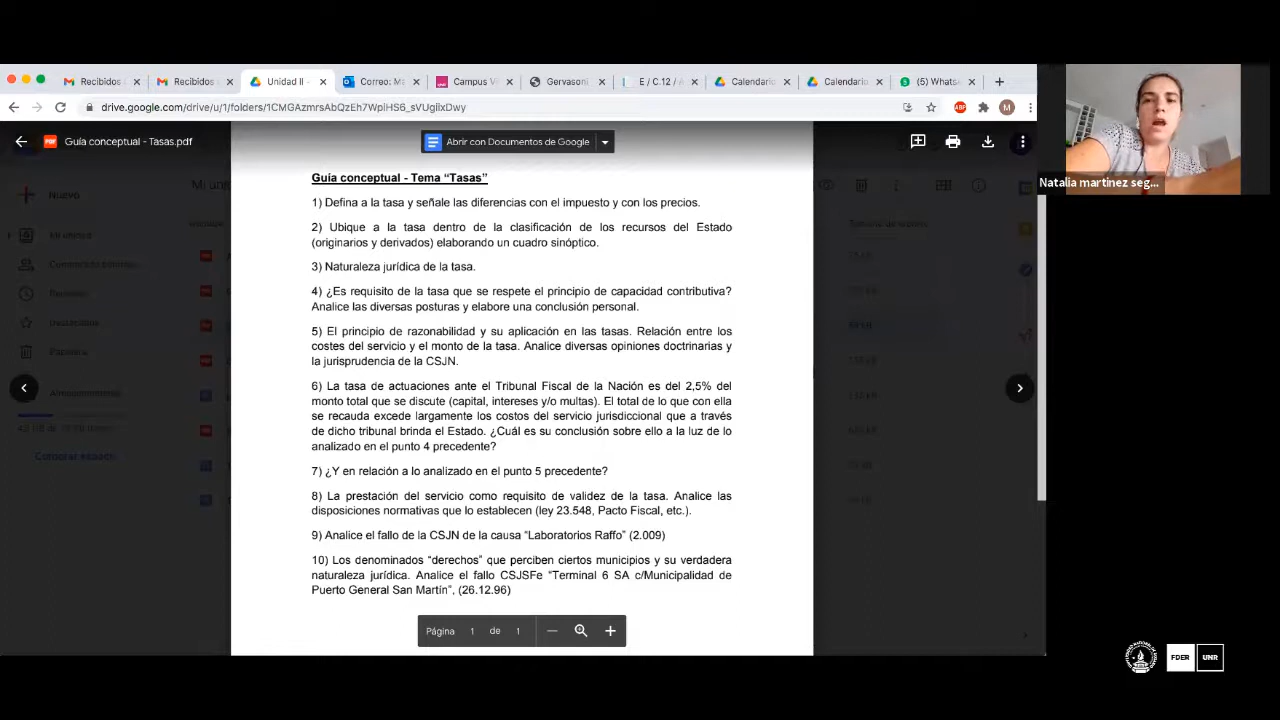 Recibidos
Recibidos
Unidad II -
Correo: Ma
Campus Vi
Gervasoni
E / C.12 / A
Calendario
Calendario
(5) Whats
drive.google.com/drive/u/1/folders/1CMGAzmrsAbQzEh7WpiHS6_sVUgiixDwy
M
PDF Guía conceptual - Tasas.pdf
Abrir con Documentos de Google
Nuevo
Mi unidad
Mi unidad
Guía conceptual - Tema “Tasas”
1) Defina a la tasa y señale las diferencias con el impuesto y con los precios.
2) Ubique a la tasa dentro de la clasificación de los recursos del Estado
(originarios y derivados) elaborando un cuadro sinóptico.
3) Naturaleza jurídica de la tasa.
4) ¿Es requisito de la tasa que se respete el principio de capacidad contributiva?
Analice las diversas posturas y elabore una conclusión personal.
5) El principio de razonabilidad y su aplicación en las tasas. Relación entre los
costes del servicio y el monto de la tasa. Analice diversas opiniones doctrinarias y
la jurisprudencia de la CSJN.
6) La tasa de actuaciones ante el Tribunal Fiscal de la Nación es del 2,5% del
monto total que se discute (capital, intereses y/o multas). El total de lo que con ella
se recauda excede largamente los costos del servicio jurisdiccional que a través
de dicho tribunal brinda el Estado. ¿Cuál es su conclusión sobre ello a la luz de lo
analizado en el punto 4 precedente?
7) ¿Y en relación a lo analizado en el punto 5 precedente?
8) La prestación del servicio como requisito de validez de la tasa. Analice las
disposiciones normativas que lo establecen (ley 23.548, Pacto Fiscal, etc.).
9) Analice el fallo de la CSJN de la causa “Laboratorios Raffo” (2.009)
10) Los denominados “derechos” que perciben ciertos municipios y su verdadera
naturaleza jurídica. Analice el fallo CSJSFe “Terminal 6 SA c/Municipalidad de
Puerto General San Martín”, (26.12.96)
Página 1 de 1
Natalia martinez seg...
FDER
UNR